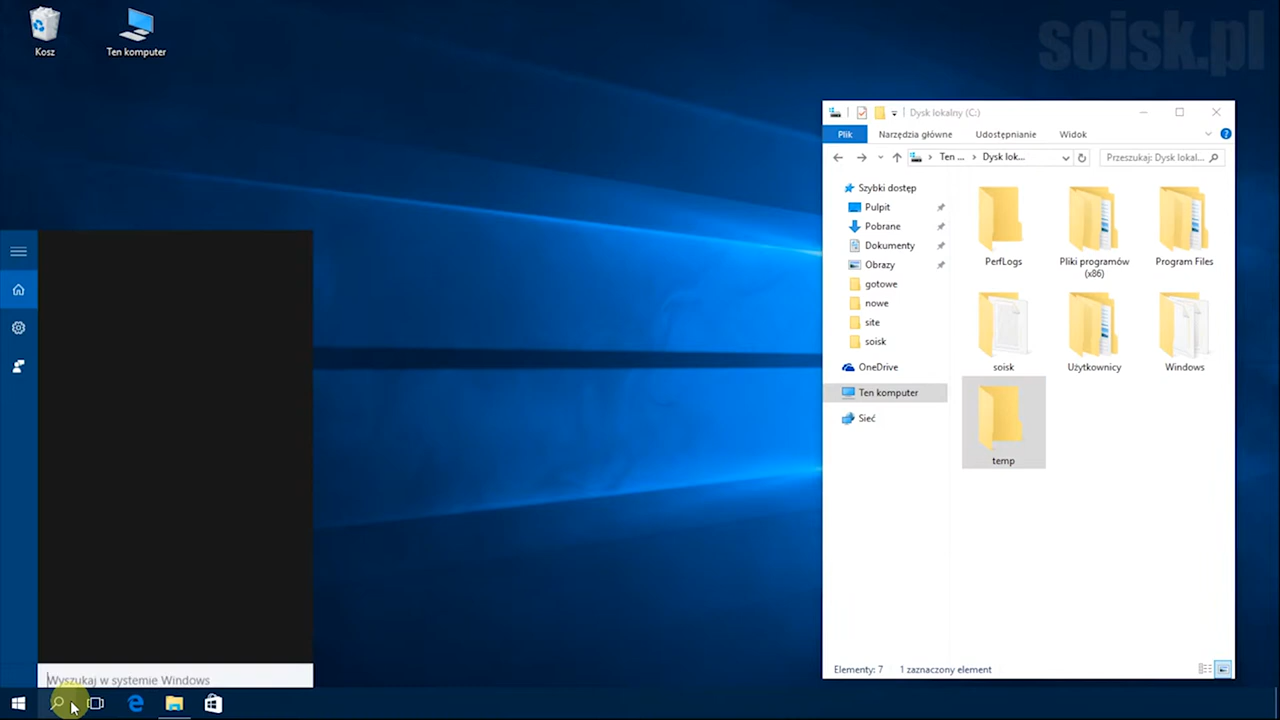 soisk.pl
Kosz
Ten komputer
Dysk lokalny (C:)
Plik
Narzędzia główne
Udostępnianie
Widok
Ten ...
Dysk lok...
Przeszukaj: Dysk lokal...
Szybki dostęp
Pulpit
Pobrane
Dokumenty
Obrazy
gotowe
nowe
site
soisk
OneDrive
Ten komputer
Sieć
PerfLogs
Pliki programów
(x86)
Program Files
soisk
Użytkownicy
Windows
temp
Elementy: 7
1 zaznaczony element
Wyszukaj w systemie Windows